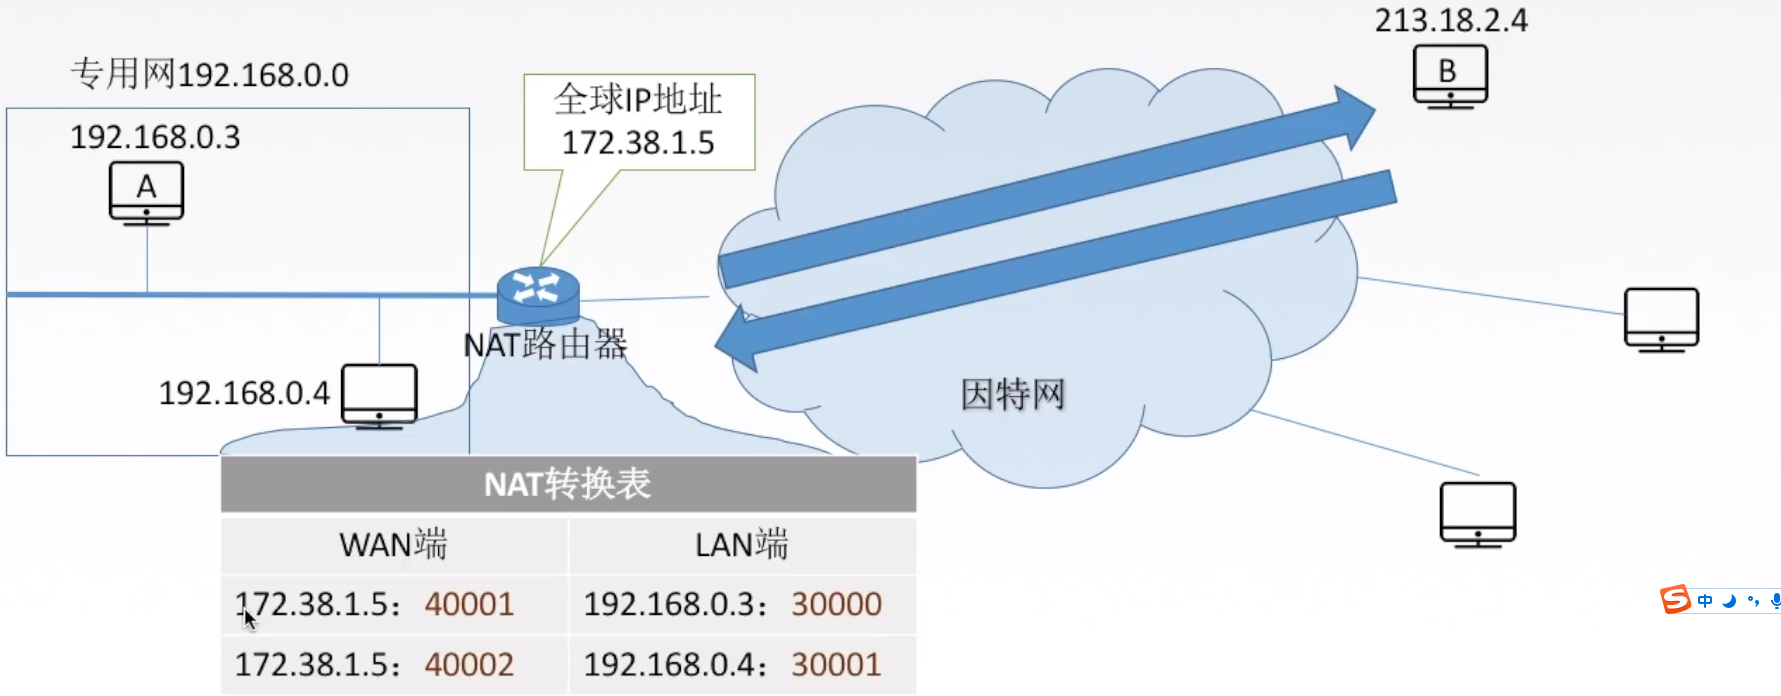 213.18.2.4
B
专用网192.168.0.0
全球IP地址
172.38.1.5
192.168.0.3
A
NAT路由器
192.168.0.4
因特网
NAT转换表
WAN端 LAN端
172.38.1.5：40001 192.168.0.3：30000
172.38.1.5：40002 192.168.0.4：30001
S 中